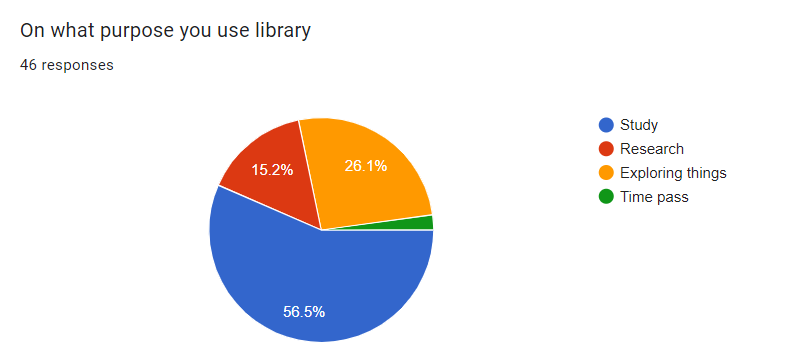 On what purpose you use library
46 responses
15.2%
26.1%
56.5%
Study
Research
Exploring things
Time pass